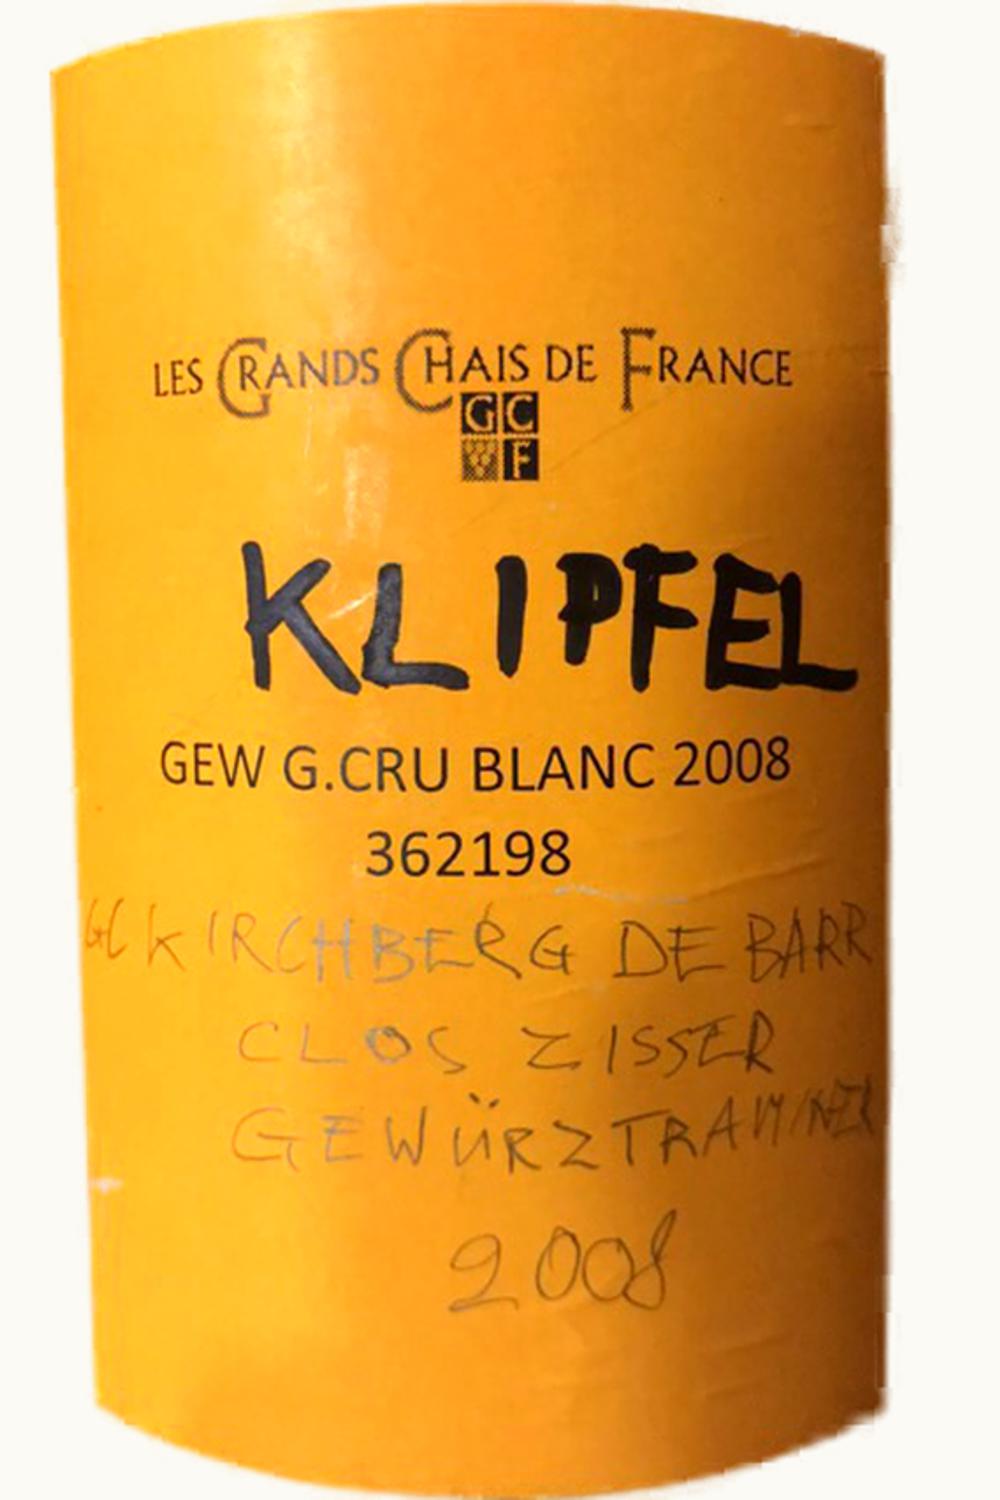 LES GRANDS CHAIS DE FRANCE
GC
F
KLIPFEL
GEW G.CRU BLANC 2008
362198
GC KIRCHBERG DE BARR
CLOS ZISSER
GEWÜRZTRAMINER
2008